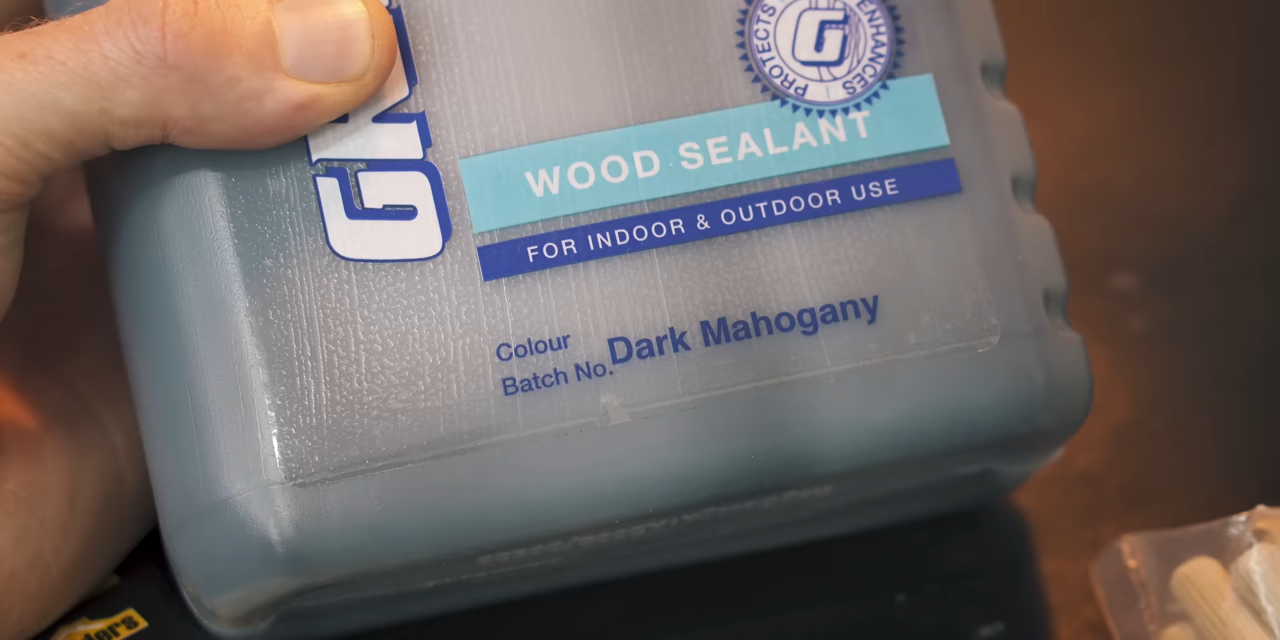 PROTECTS
ENHANCES
G
WOOD SEALANT
FOR INDOOR & OUTDOOR USE
Colour Dark Mahogany
Batch No.